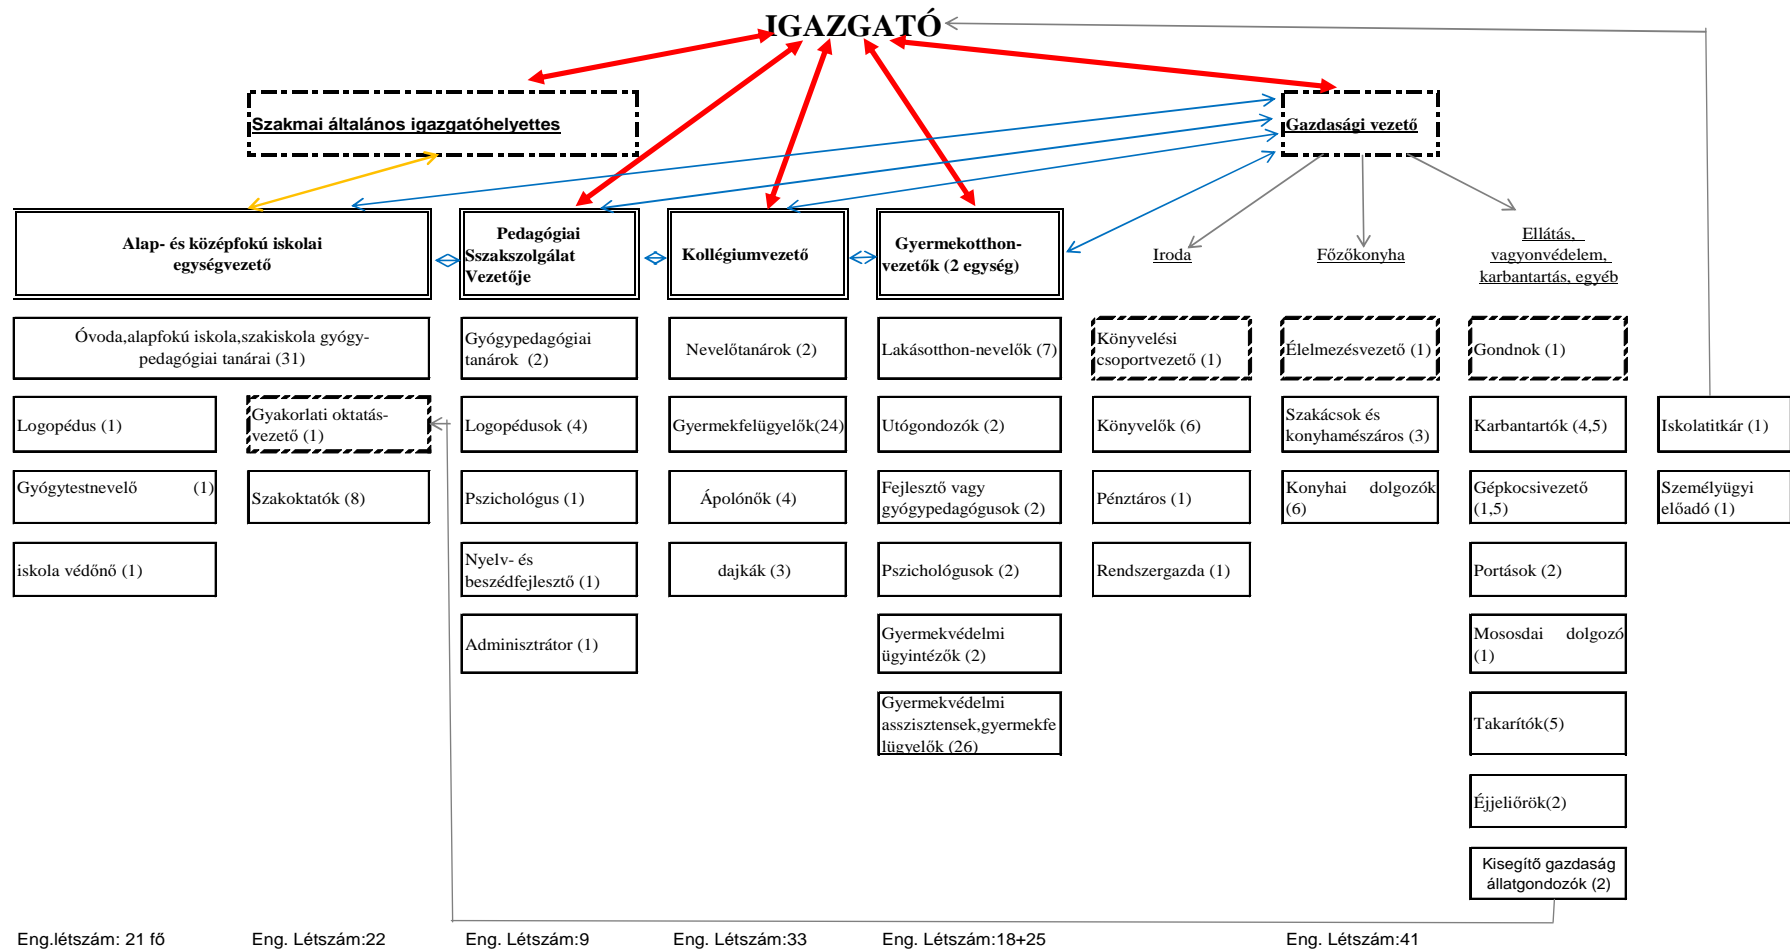 IGAZGATÓ
Szakmai általános igazgatóhelyettes
Gazdasági vezető
Alap- és középfokú iskolai
egységvezető
Pedagógiai
Sszakszolgálat
Vezetője
Kollégiumvezető
Gyermekotthon-
vezetők (2 egység)
Iroda
Főzőkonyha
Ellátás,
vagyonvédelem,
karbantartás, egyéb
Óvoda,alapfokú iskola,szakiskola gyógy-
pedagógiai tanárai (31)
Gyógypedagógiai
tanárok (2)
Nevelőtanárok (2)
Lakásotthon-nevelők (7)
Könyvelési
csoportvezető (1)
Élelmezésvezető (1)
Gondnok (1)
Logopédus (1)
Gyakorlati oktatás-
vezető (1)
Logopédusok (4)
Gyermekfelügyelők(24)
Utógondozók (2)
Könyvelők (6)
Szakácsok és
konyhamészáros (3)
Karbantartók (4,5)
Iskolatitkár (1)
Gyógytestnevelő (1)
Szakoktatók (8)
Pszichológus (1)
Ápolónők (4)
Fejlesztő vagy
gyógypedagógusok (2)
Pénztáros (1)
Konyhai dolgozók
(6)
Gépkocsivezető
(1,5)
Személyügyi
előadó (1)
iskola védőnő (1)
Nyelv- és
beszédfejlesztő (1)
dajkák (3)
Pszichológusok (2)
Rendszergazda (1)
Portások (2)
Adminisztrátor (1)
Gyermekvédelmi
ügyintézők (2)
Mososdai dolgozó
(1)
Gyermekvédelmi
asszisztensek,gyermekfe
lügyelők (26)
Takarítók(5)
Éjjeliőrök(2)
Kisegítő gazdaság
állatgondozók (2)
Eng.létszám: 21 fő
Eng. Létszám:22
Eng. Létszám:9
Eng. Létszám:33
Eng. Létszám:18+25
Eng. Létszám:41